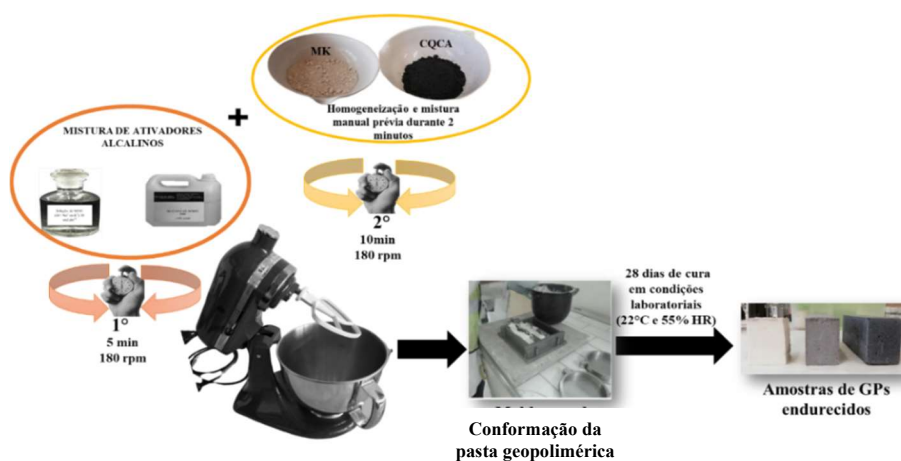 MK
CQCA
Homogeneização e mistura
manual prévia durante 2
minutos
+
MISTURA DE ATIVADORES
ALCALINOS
2°
10min
180 rpm
1°
5 min
180 rpm
28 dias de cura
em condições
laboratoriais
(22°C e 55% HR)
Conformação da
pasta geopolimérica
Amostras de GPs
endurecidos